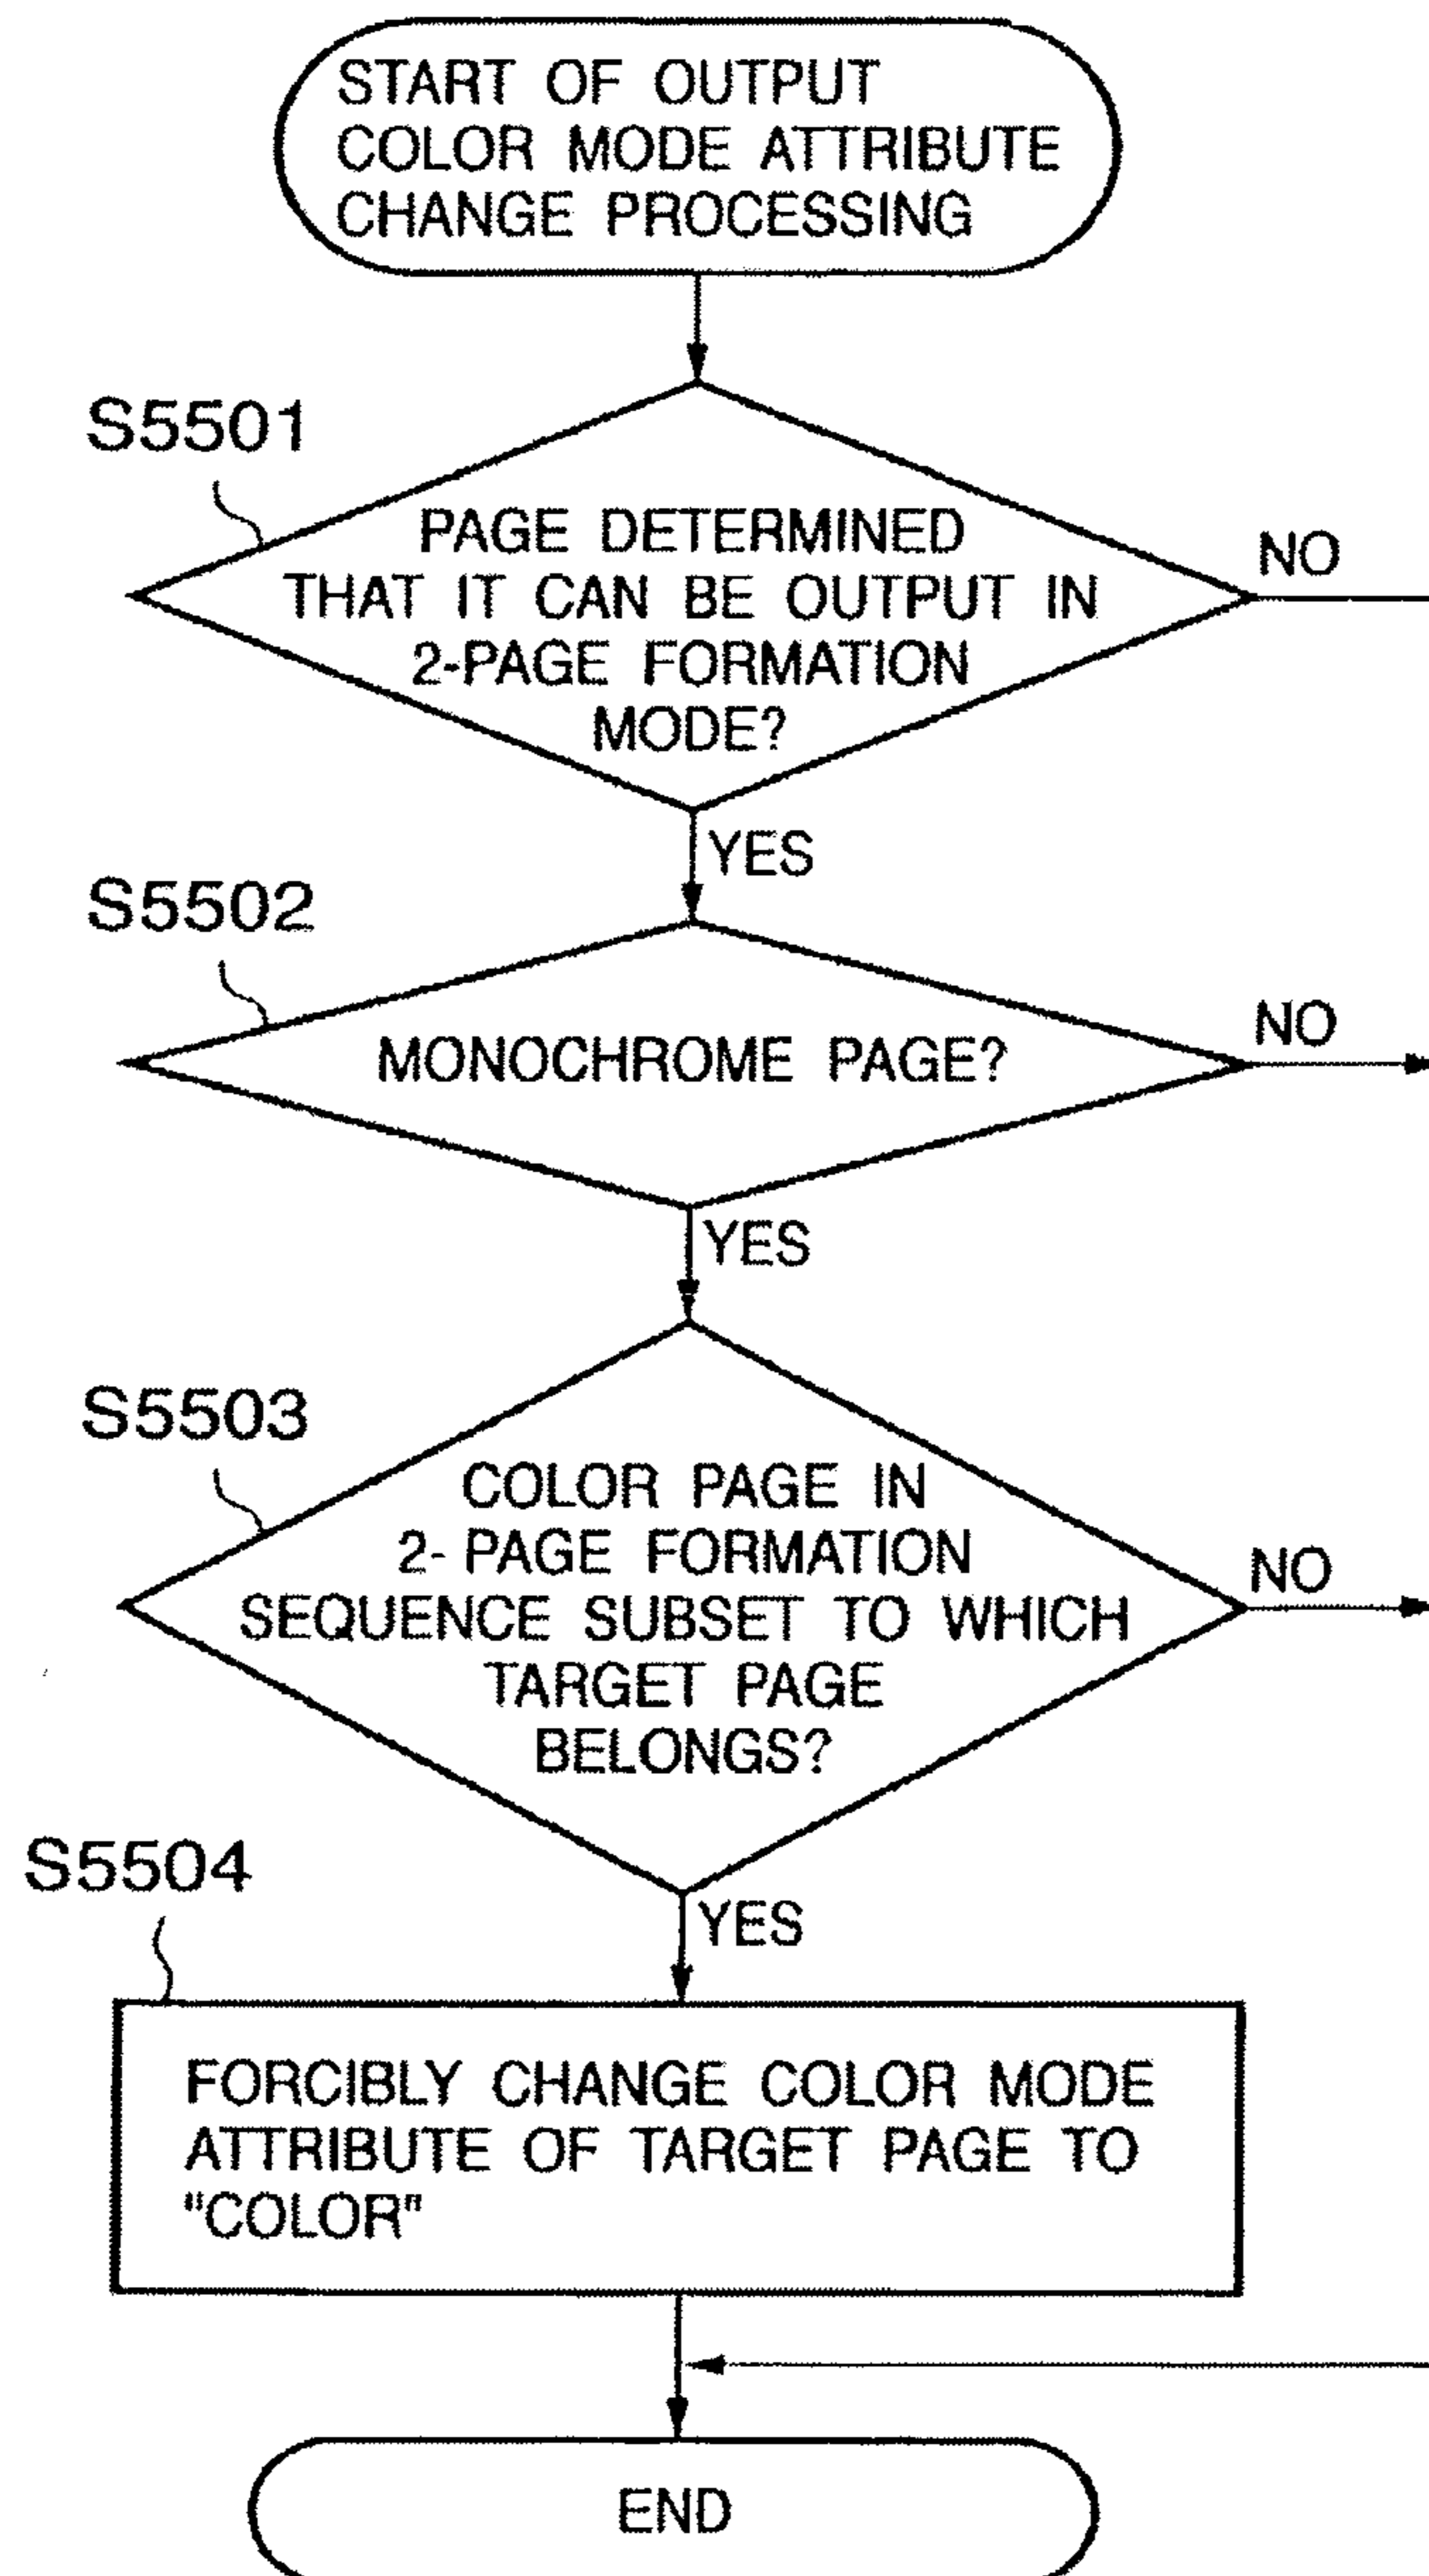 START OF OUTPUT
COLOR MODE ATTRIBUTE
CHANGE PROCESSING
S5501
PAGE DETERMINED
THAT IT CAN BE OUTPUT IN
2-PAGE FORMATION
MODE?
NO
YES
S5502
MONOCHROME PAGE?
NO
YES
S5503
COLOR PAGE IN
2- PAGE FORMATION
SEQUENCE SUBSET TO WHICH
TARGET PAGE
BELONGS?
NO
YES
S5504
FORCIBLY CHANGE COLOR MODE
ATTRIBUTE OF TARGET PAGE TO
"COLOR"
END